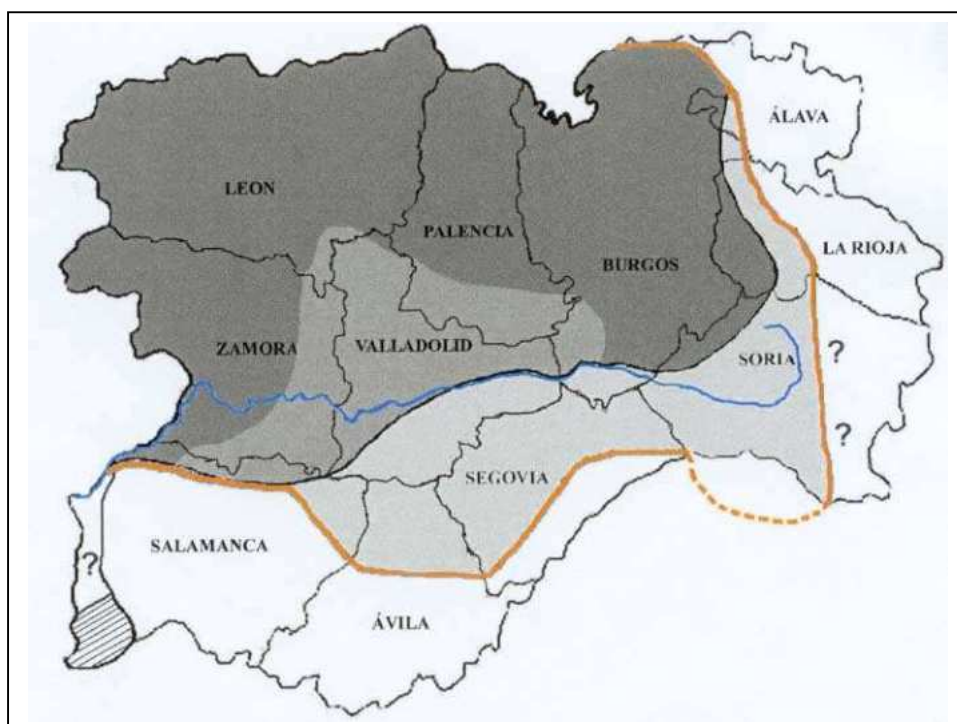 ÁLAVA
LEON
PALENCIA
LA RIOJA
BURGOS
ZAMORA
VALLADOLID
SORIA
?
?
SEGOVIA
SALAMANCA
?
ÁVILA